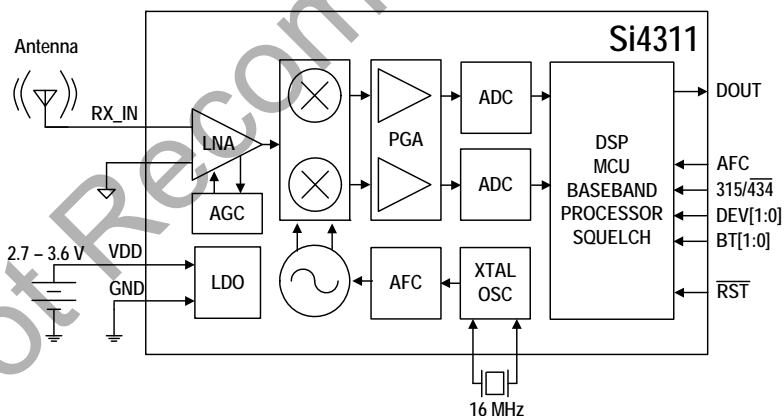 Si4311
Antenna
RX_IN
LNA
AGC
PGA
ADC
ADC
DSP
MCU
BASEBAND
PROCESSOR
SQUELCH
DOUT
AFC
315/434
DEV[1:0]
BT[1:0]
RST
2.7 – 3.6 V
VDD
GND
LDO
AFC
XTAL
OSC
16 MHz